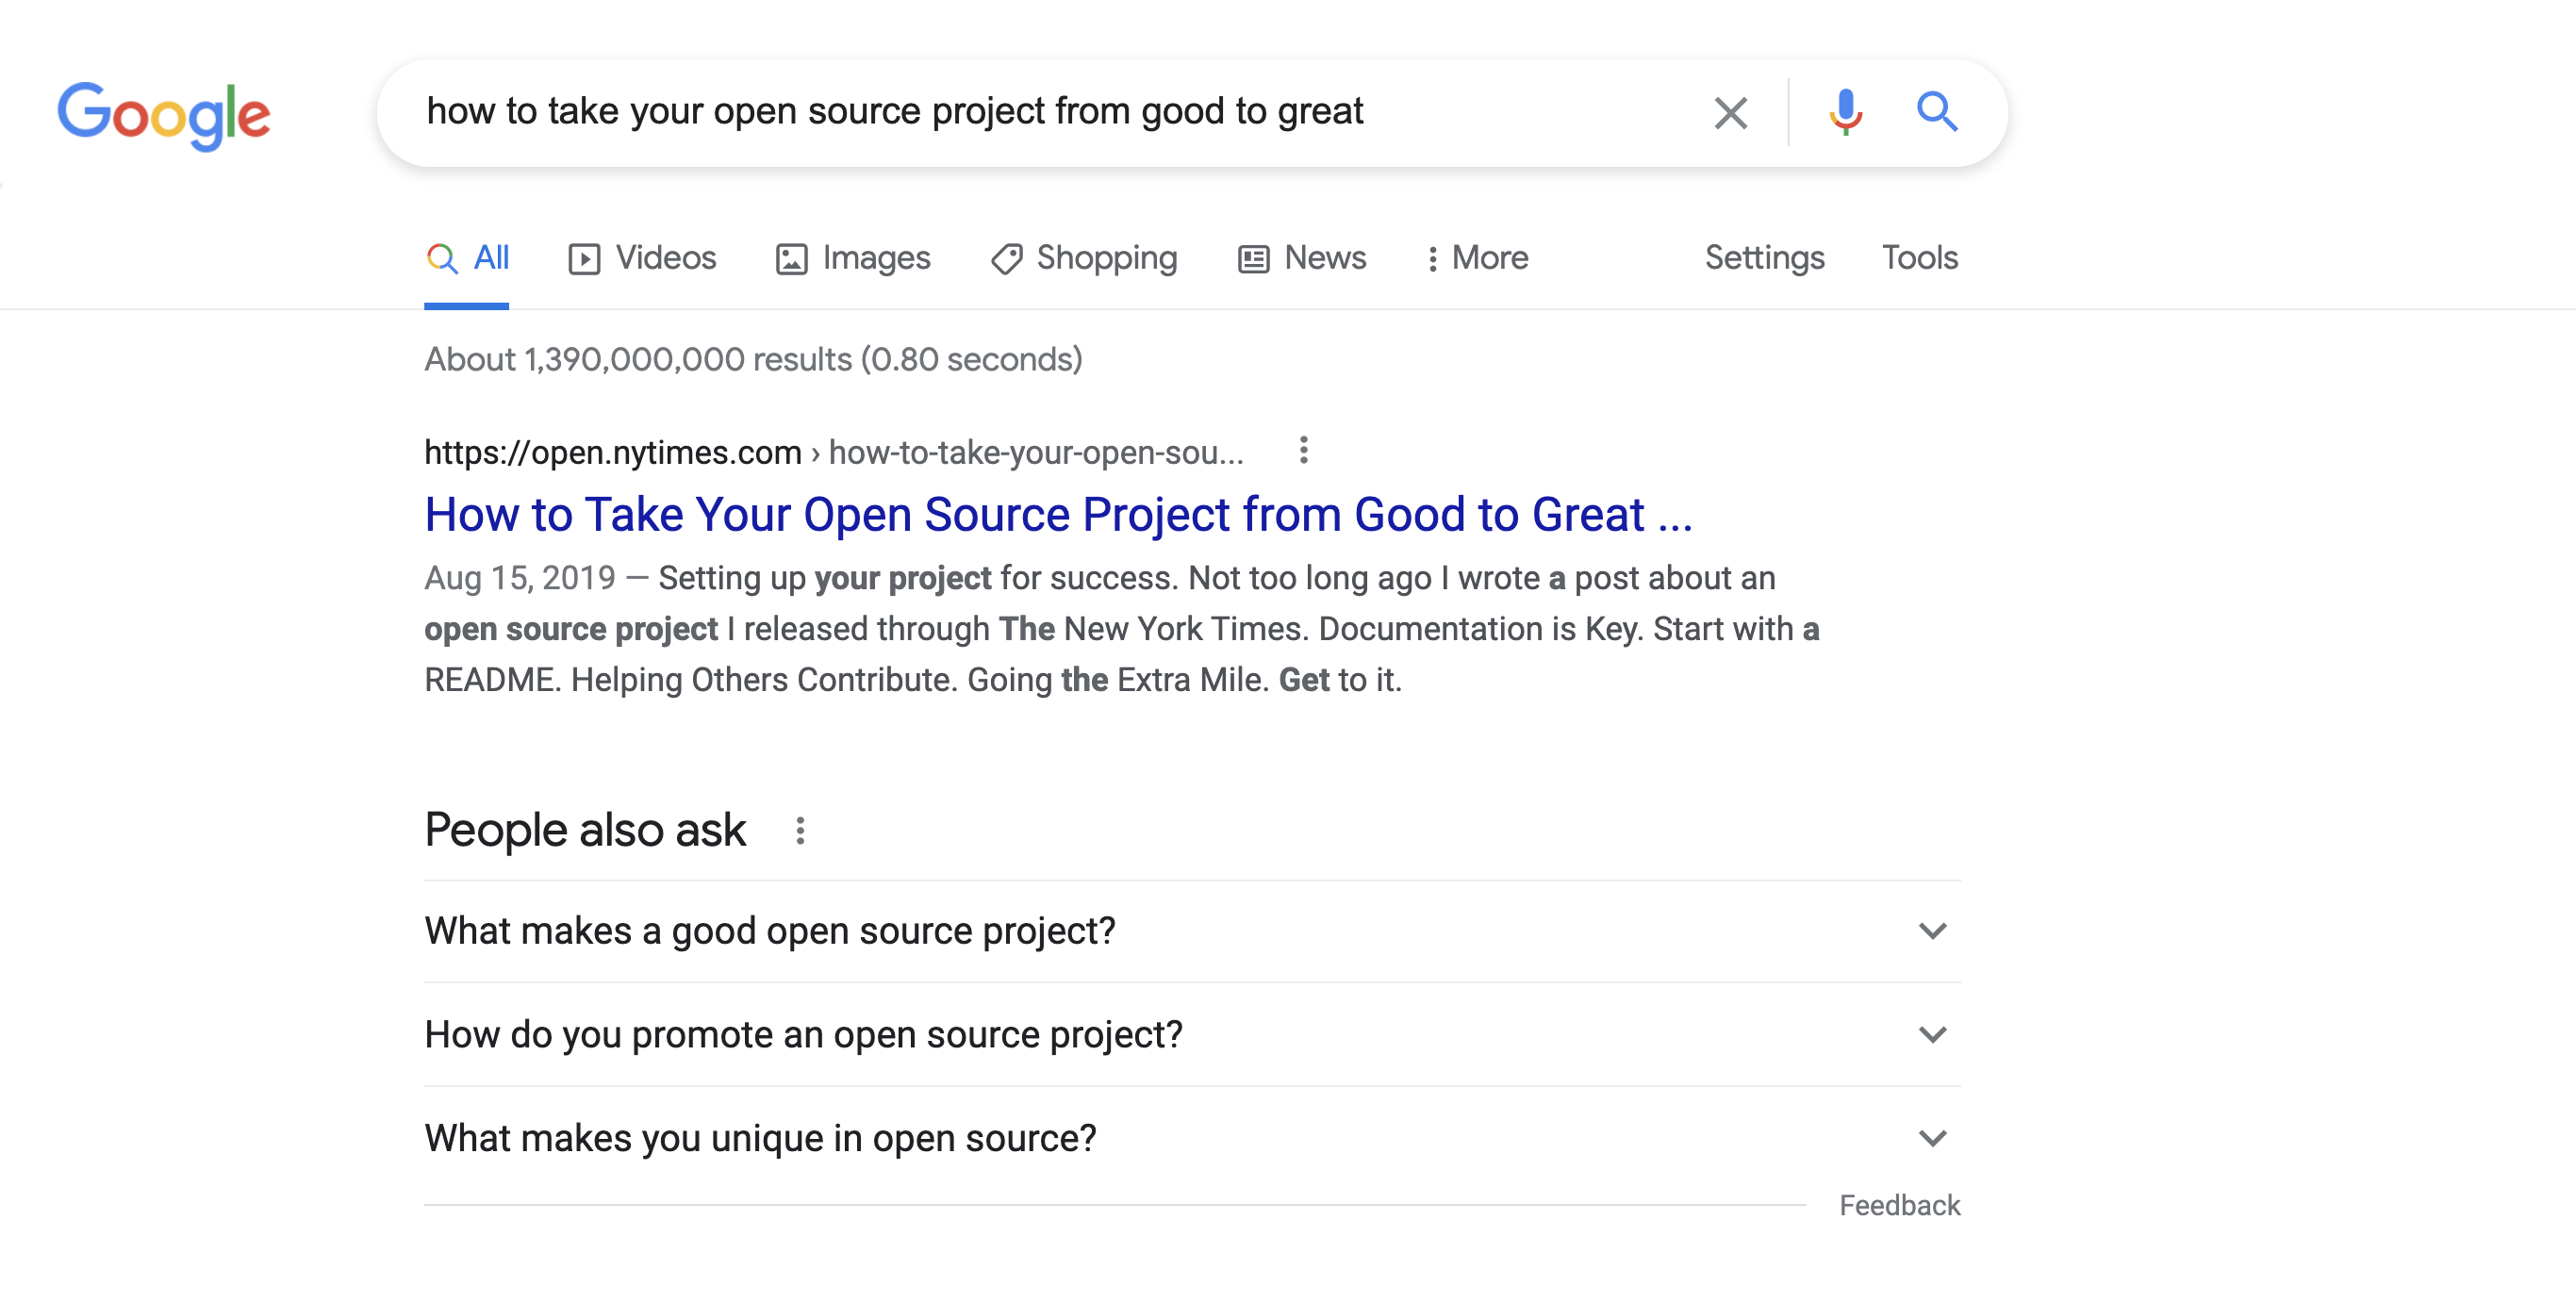 Google
how to take your open source project from good to great
All Videos Images Shopping News More Settings Tools
About 1,390,000,000 results (0.80 seconds)
https://open.nytimes.com › how-to-take-your-open-sou...
How to Take Your Open Source Project from Good to Great ...
Aug 15, 2019 — Setting up your project for success. Not too long ago I wrote a post about an
open source project I released through The New York Times. Documentation is Key. Start with a
README. Helping Others Contribute. Going the Extra Mile. Get to it.
People also ask
What makes a good open source project?
How do you promote an open source project?
What makes you unique in open source?
Feedback